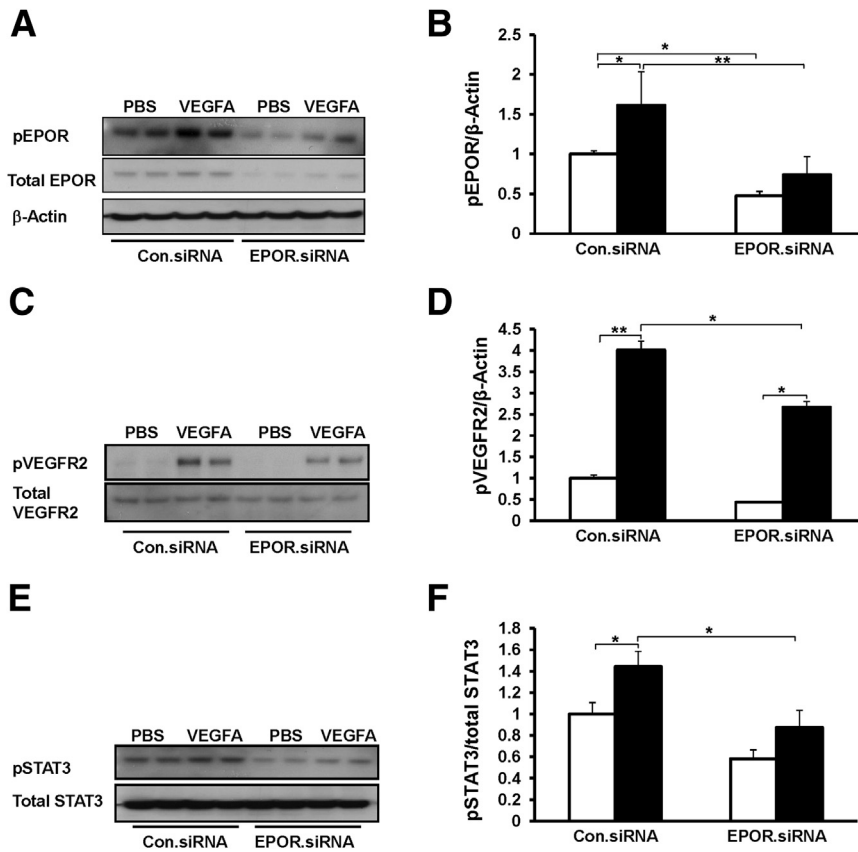 A
PBS VEGFA PBS VEGFA
pEPOR
Total EPOR
β-Actin
Con.siRNA EPOR.siRNA
B
pEPOR/β-Actin
2.5
2
1.5
1
0.5
0
*
*
**
Con.siRNA EPOR.siRNA
C
PBS VEGFA PBS VEGFA
pVEGFR2
Total
VEGFR2
Con.siRNA EPOR.siRNA
D
pVEGFR2/β-Actin
4.5
4
3.5
3
2.5
2
1.5
1
0.5
0
**
*
*
Con.siRNA EPOR.siRNA
E
PBS VEGFA PBS VEGFA
pSTAT3
Total STAT3
Con.siRNA EPOR.siRNA
F
pSTAT3/total STAT3
1.8
1.6
1.4
1.2
1
0.8
0.6
0.4
0.2
0
*
*
Con.siRNA EPOR.siRNA